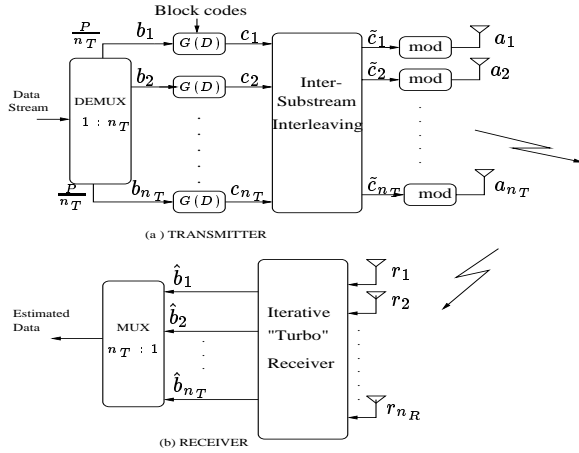 Block codes
P/n_T b_1 G(D) c_1 c̃_1 mod a_1
Data Stream
DEMUX
1 : n_T
b_2 G(D) c_2 c̃_2 mod a_2
Inter-
Substream
Interleaving
P/n_T b_{n_T} G(D) c_{n_T} c̃_{n_T} mod a_{n_T}
(a) TRANSMITTER
Estimated
Data
MUX
n_T : 1
b̂_1
b̂_2
b̂_{n_T}
Iterative
"Turbo"
Receiver
r_1
r_2
r_{n_R}
(b) RECEIVER